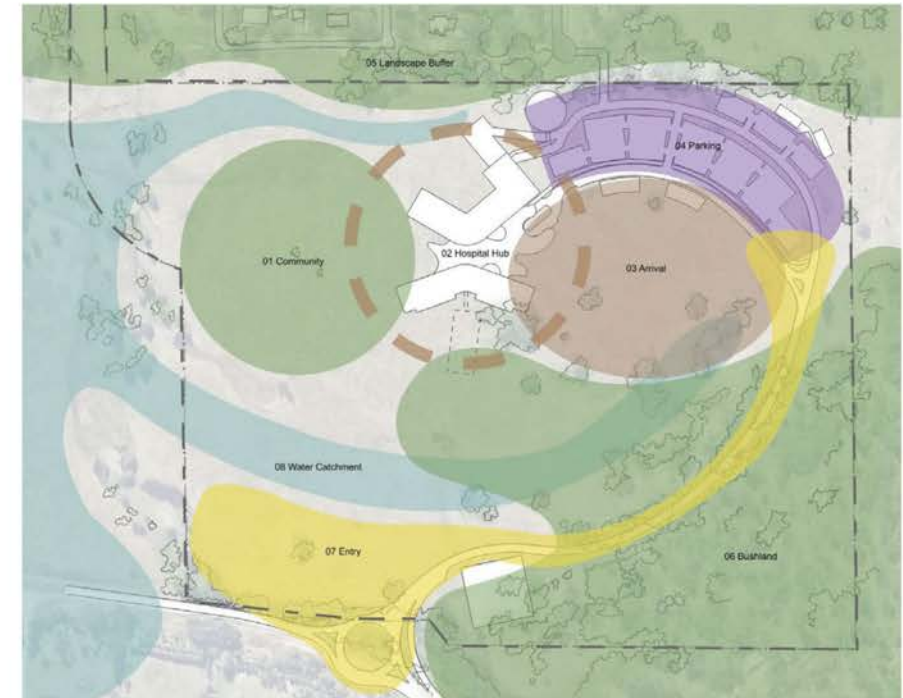 05 Landscape Buffer
04 Parking
02 Hospital Hub
01 Community
03 Arrival
08 Water Catchment
07 Entry
06 Bushland